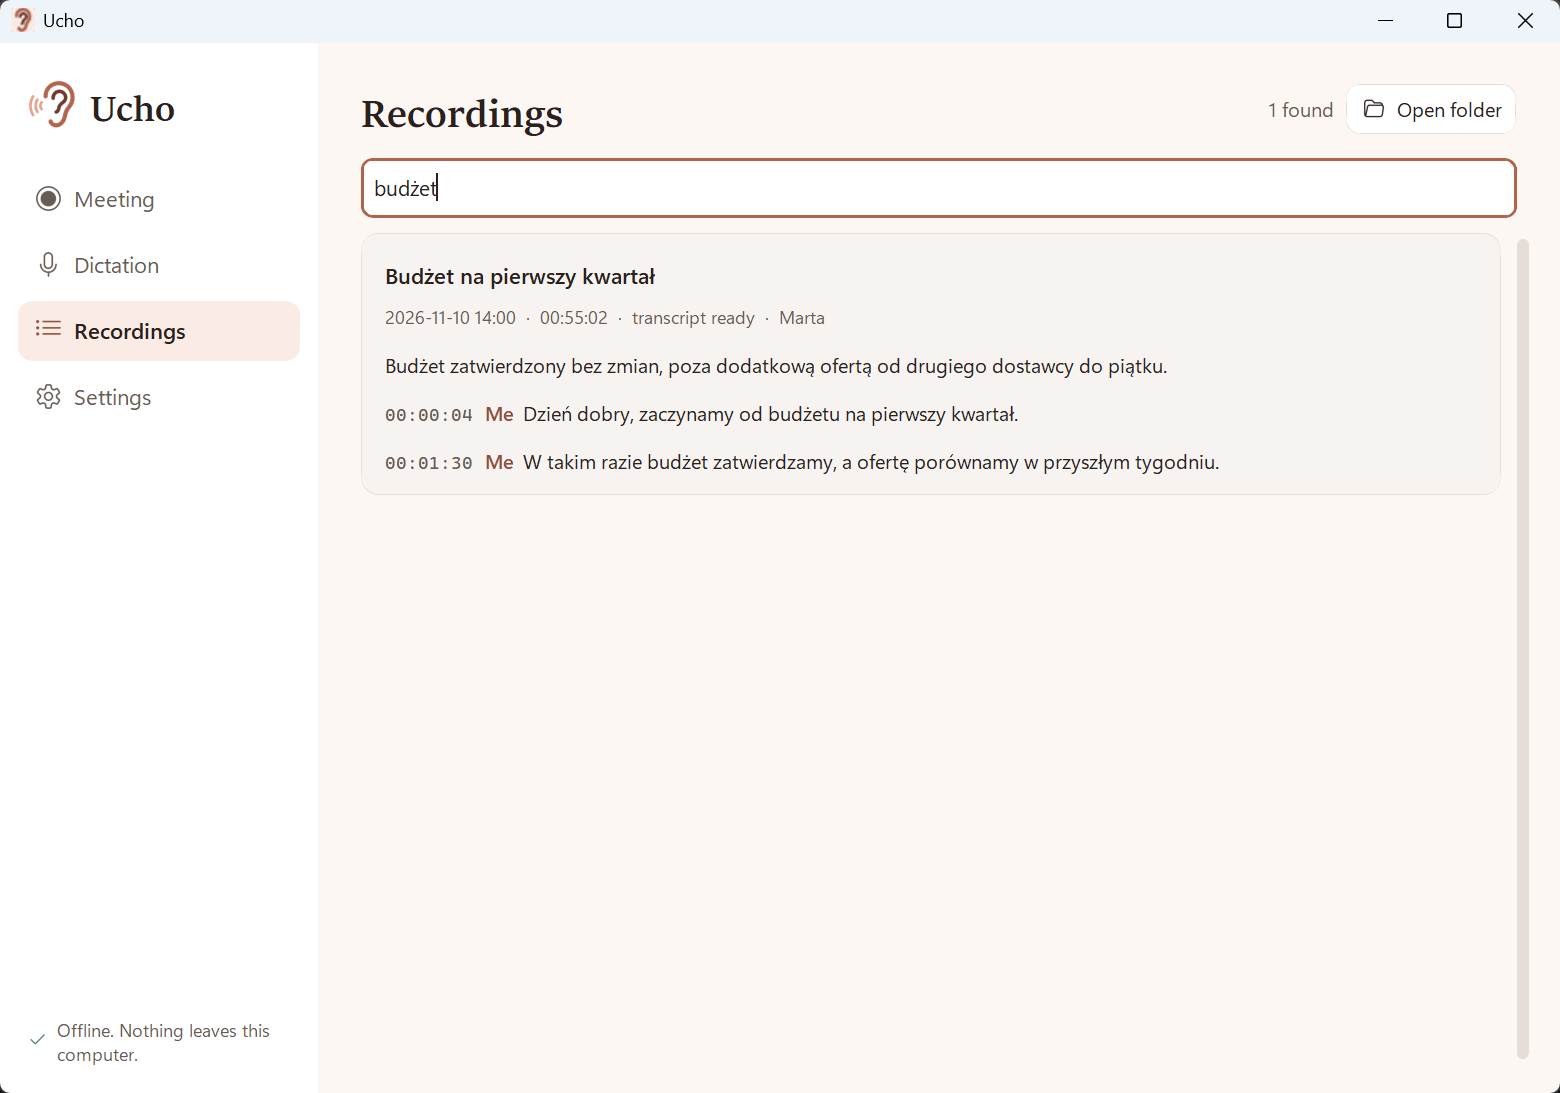 Ucho
Ucho
Meeting
Dictation
Recordings
Settings
Offline. Nothing leaves this
computer.
Recordings
1 found
Open folder
budżet
Budżet na pierwszy kwartał
2026-11-10 14:00 · 00:55:02 · transcript ready · Marta
Budżet zatwierdzony bez zmian, poza dodatkową ofertą od drugiego dostawcy do piątku.
00:00:04 Me Dzień dobry, zaczynamy od budżetu na pierwszy kwartał.
00:01:30 Me W takim razie budżet zatwierdzamy, a ofertę porównamy w przyszłym tygodniu.